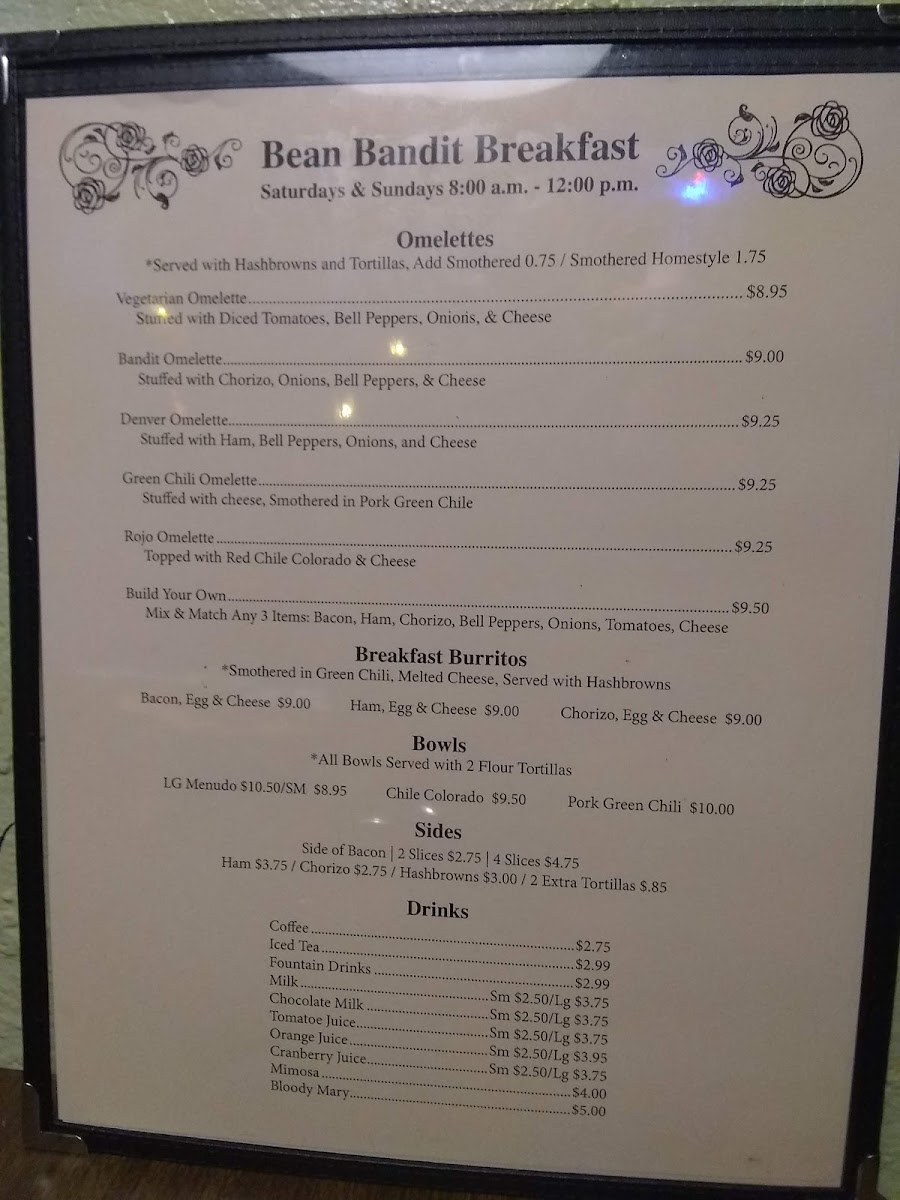 Bean Bandit Breakfast
Saturdays & Sundays 8:00 a.m. - 12:00 p.m.
Omelettes
*Served with Hashbrowns and Tortillas, Add Smothered 0.75 / Smothered Homestyle 1.75
Vegetarian Omelette $8.95
Stuffed with Diced Tomatoes, Bell Peppers, Onions, & Cheese
Bandit Omelette $9.00
Stuffed with Chorizo, Onions, Bell Peppers, & Cheese
Denver Omelette $9.25
Stuffed with Ham, Bell Peppers, Onions, and Cheese
Green Chili Omelette $9.25
Stuffed with cheese, Smothered in Pork Green Chile
Rojo Omelette $9.25
Topped with Red Chile Colorado & Cheese
Build Your Own $9.50
Mix & Match Any 3 Items: Bacon, Ham, Chorizo, Bell Peppers, Onions, Tomatoes, Cheese
Breakfast Burritos
*Smothered in Green Chili, Melted Cheese, Served with Hashbrowns
Bacon, Egg & Cheese $9.00 Ham, Egg & Cheese $9.00 Chorizo, Egg & Cheese $9.00
Bowls
*All Bowls Served with 2 Flour Tortillas
LG Menudo $10.50/SM $8.95 Chile Colorado $9.50 Pork Green Chili $10.00
Sides
Side of Bacon | 2 Slices $2.75 | 4 Slices $4.75
Ham $3.75 / Chorizo $2.75 / Hashbrowns $3.00 / 2 Extra Tortillas $.85
Drinks
Coffee $2.75
Iced Tea $2.99
Fountain Drinks $2.99
Milk Sm $2.50/Lg $3.75
Chocolate Milk Sm $2.50/Lg $3.75
Tomatoe Juice Sm $2.50/Lg $3.75
Orange Juice Sm $2.50/Lg $3.95
Cranberry Juice Sm $2.50/Lg $3.75
Mimosa $4.00
Bloody Mary $5.00